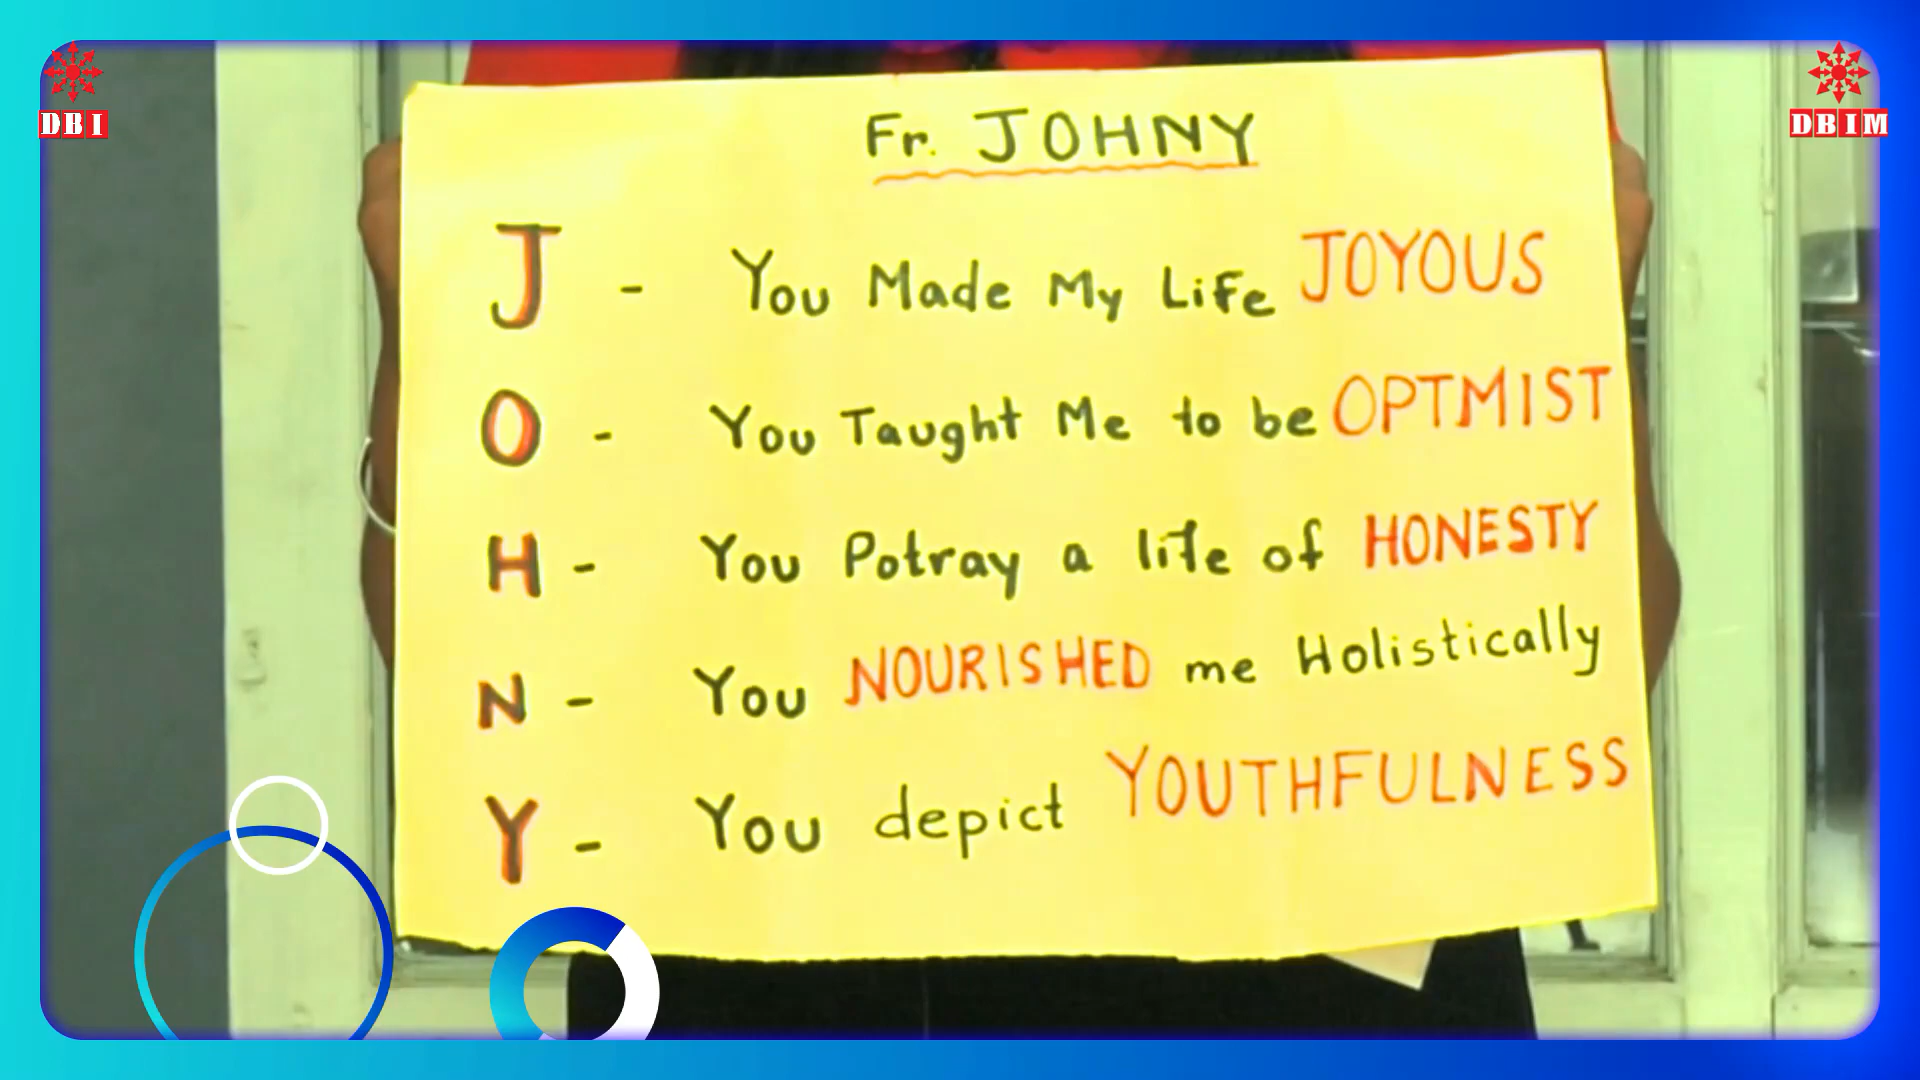 DBI
DBIM
Fr. JOHNY
J - You Made My Life JOYOUS
O - You Taught Me to be OPTMIST
H - You Potray a life of HONESTY
N - You NOURISHED me Holistically
Y - You depict YOUTHFULNESS